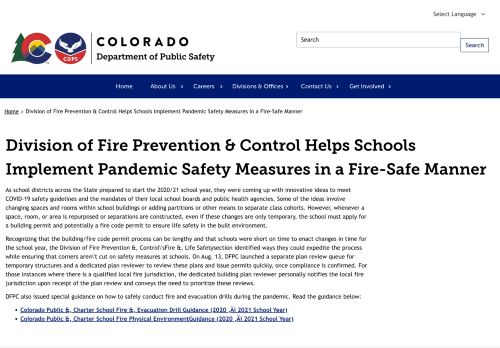 Select Language
COLORADO
Department of Public Safety
CDPS
Search
Search
Home About Us Careers Divisions & Offices Contact Us Get Involved
Home › Division of Fire Prevention & Control Helps Schools Implement Pandemic Safety Measures in a Fire-Safe Manner
Division of Fire Prevention & Control Helps Schools
Implement Pandemic Safety Measures in a Fire-Safe Manner
As school districts across the State prepared to start the 2020/21 school year, they were coming up with innovative ideas to meet
COVID-19 safety guidelines and the mandates of their local school boards and public health agencies. Some of the ideas involve
changing spaces and rooms within school buildings or adding partitions or other means to separate class cohorts. However, whenever a
space, room, or area is repurposed or separations are constructed, even if these changes are only temporary, the school must apply for
a building permit and potentially a fire code permit to ensure life safety in the built environment.
Recognizing that the building/fire code permit process can be lengthy and that schools were short on time to enact changes in time for
the school year, the Division of Fire Prevention &, Control\'sFire &, Life Safetysection identified ways they could expedite the process
while ensuring that corners aren\'t cut on safety measures at schools. On Aug. 13, DFPC launched a separate plan review queue for
temporary structures and a dedicated plan reviewer to review these plans and issue permits quickly, once compliance is confirmed. For
those instances where there is a qualified local fire jurisdiction, the dedicated building plan reviewer personally notifies the local fire
jurisdiction upon receipt of the plan review and conveys the need to prioritize these reviews.
DFPC also issued special guidance on how to safely conduct fire and evacuation drills during the pandemic. Read the guidance below:
Colorado Public &, Charter School Fire &, Evacuation Drill Guidance (2020 ‚Äì 2021 School Year)
Colorado Public &, Charter School Fire Physical EnvironmentGuidance (2020 ‚Äì 2021 School Year)